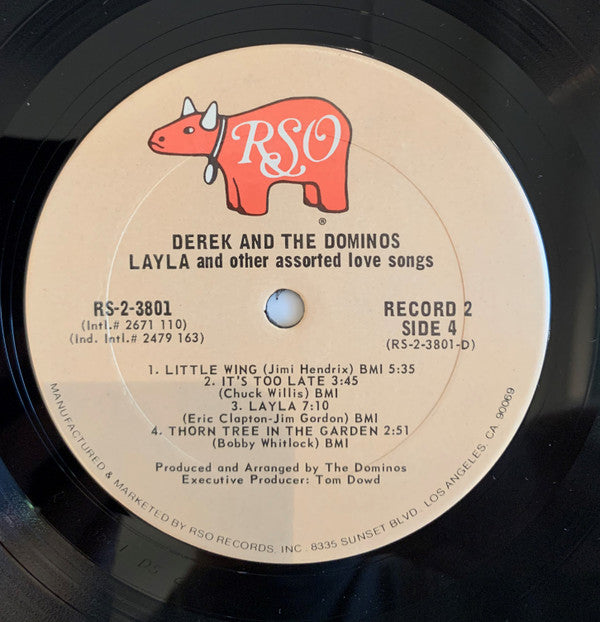 RSO
®
DEREK AND THE DOMINOS
LAYLA and other assorted love songs
RS-2-3801
(Intl.# 2671 110)
(Ind. Intl.# 2479 163)
RECORD 2
SIDE 4
(RS-2-3801-D)
1. LITTLE WING (Jimi Hendrix) BMI 5:35
2. IT'S TOO LATE 3:45
(Chuck Willis) BMI
3. LAYLA 7:10
(Eric Clapton-Jim Gordon) BMI
4. THORN TREE IN THE GARDEN 2:51
(Bobby Whitlock) BMI
Produced and Arranged by The Dominos
Executive Producer: Tom Dowd
MANUFACTURED & MARKETED BY RSO RECORDS, INC. 8335 SUNSET BLVD., LOS ANGELES, CA. 90069